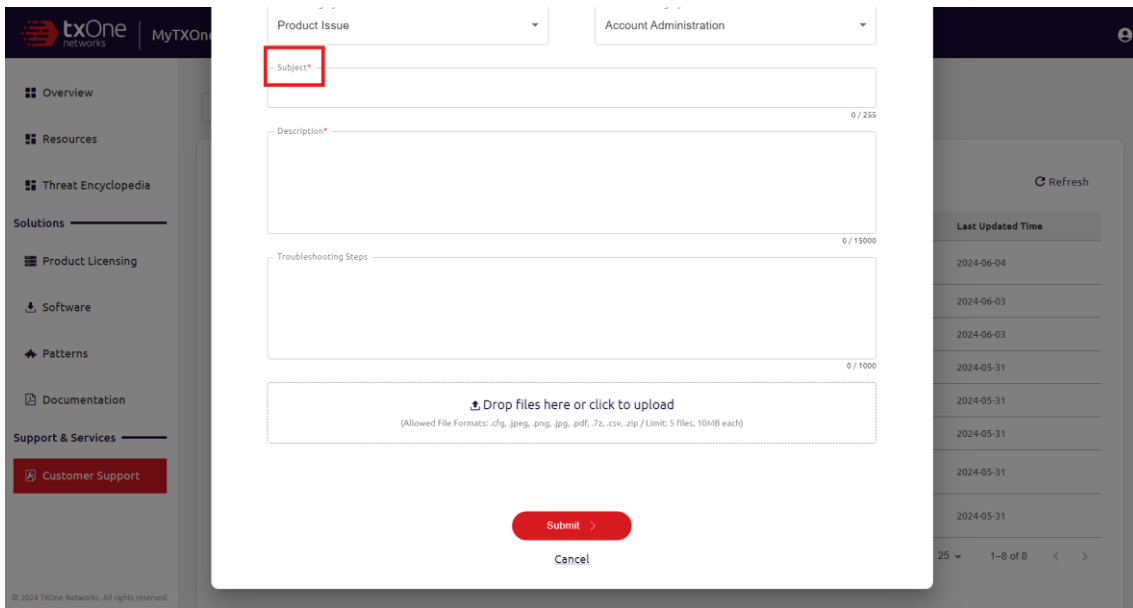 txOne
networks
MyTXOn
Product Issue
Account Administration
Subject*
0 / 255
Overview
Resources
Threat Encyclopedia
Solutions
Product Licensing
Software
Patterns
Documentation
Support & Services
Customer Support
© 2024 TXOne Networks. All rights reserved.
Description*
0 / 15000
Troubleshooting Steps
0 / 1000
Drop files here or click to upload
(Allowed File Formats: .cfg, .jpeg, .png, .jpg, .pdf, .7z, .csv, .zip / Limit: 5 files, 10MB each)
Submit
Cancel
Refresh
Last Updated Time
2024-06-04
2024-06-03
2024-06-03
2024-05-31
2024-05-31
2024-05-31
2024-05-31
2024-05-31
25
1–8 of 8